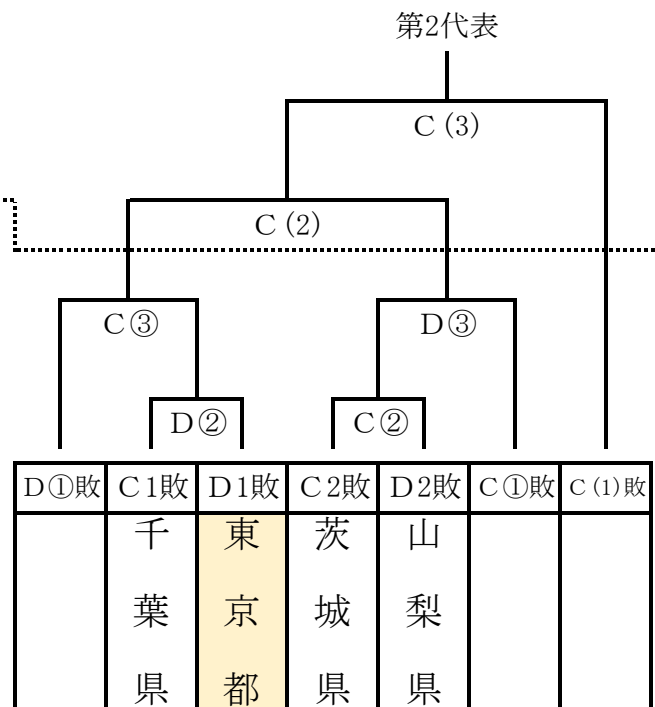 第2代表
C(3)
C(2)
C③
D③
D②
C②
D①敗
C1敗
D1敗
C2敗
D2敗
C①敗
C(1)敗
千葉県
東京都
茨城県
山梨県